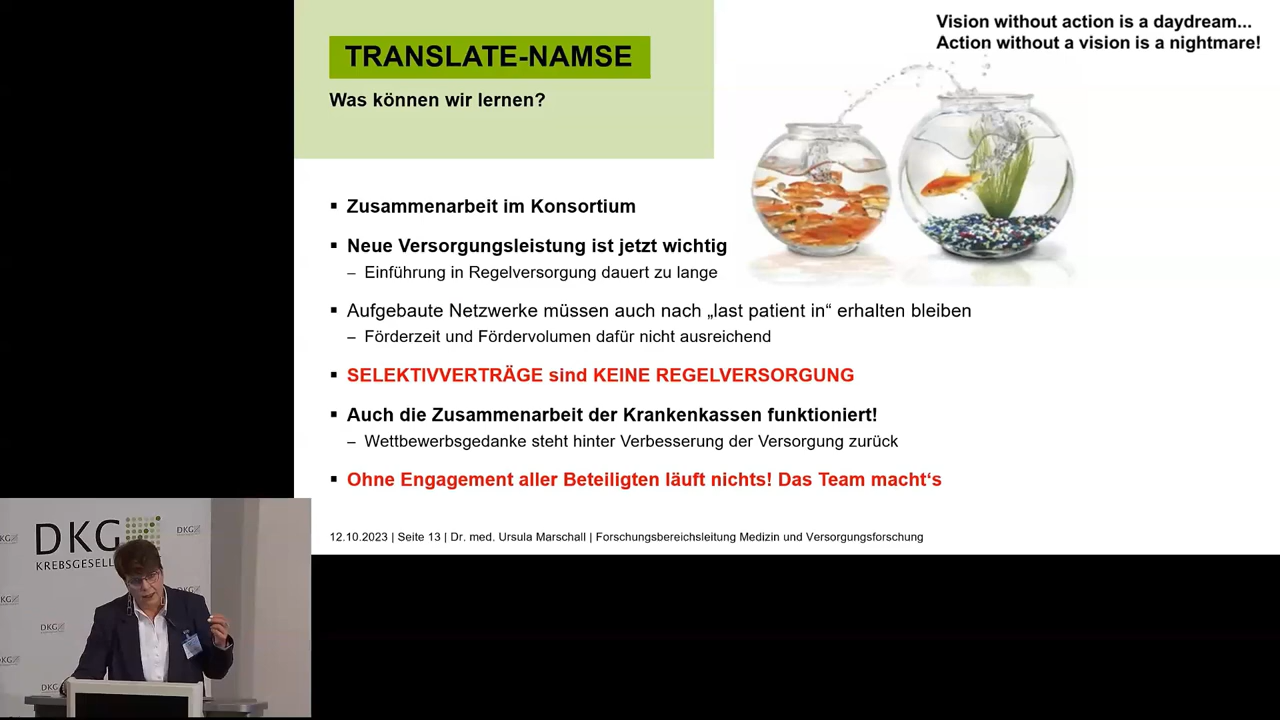 Vision without action is a daydream...
Action without a vision is a nightmare!
TRANSLATE-NAMSE
Was können wir lernen?
▪ Zusammenarbeit im Konsortium
▪ Neue Versorgungsleistung ist jetzt wichtig
– Einführung in Regelversorgung dauert zu lange
▪ Aufgebaute Netzwerke müssen auch nach „last patient in“ erhalten bleiben
– Förderzeit und Fördervolumen dafür nicht ausreichend
▪ SELEKTIVVERTRÄGE sind KEINE REGELVERSORGUNG
▪ Auch die Zusammenarbeit der Krankenkassen funktioniert!
– Wettbewerbsgedanke steht hinter Verbesserung der Versorgung zurück
▪ Ohne Engagement aller Beteiligten läuft nichts! Das Team macht‘s
12.10.2023 | Seite 13 | Dr. med. Ursula Marschall | Forschungsbereichsleitung Medizin und Versorgungsforschung
DKG
KREBSGESELL
DKG
DKG
DKG